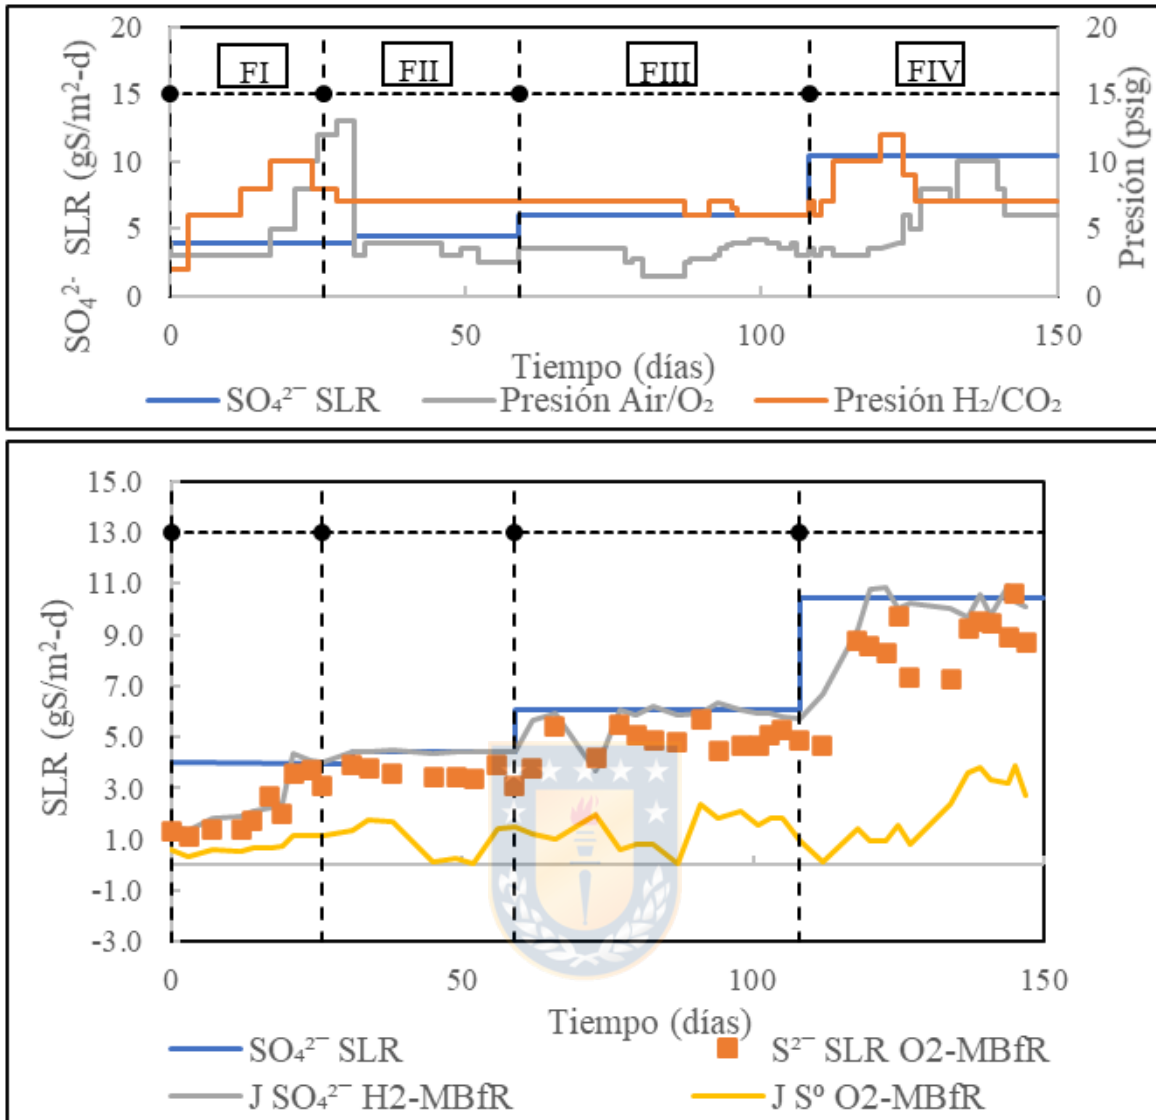 20
15
10
5
0
SO₄²⁻ SLR (gS/m²-d)
FI
FII
FIII
FIV
20
15
10
5
0
Presión (psig)
0
50
100
150
Tiempo (días)
SO₄²⁻ SLR
Presión Air/O₂
Presión H₂/CO₂
15.0
13.0
11.0
9.0
7.0
5.0
3.0
1.0
-1.0
-3.0
SLR (gS/m²-d)
0
50
100
150
Tiempo (días)
SO₄²⁻ SLR
S²⁻ SLR O2-MBfR
J SO₄²⁻ H2-MBfR
J S⁰ O2-MBfR